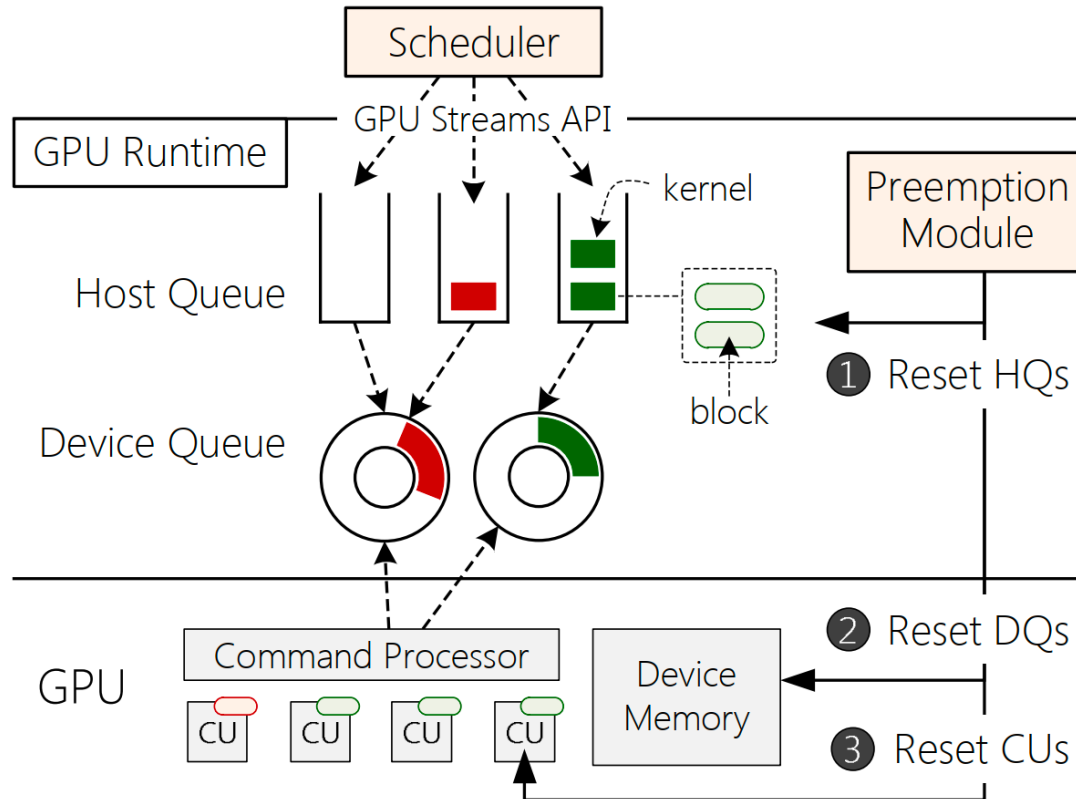 Scheduler
GPU Streams API
GPU Runtime
kernel
Preemption
Module
Host Queue
1 Reset HQs
block
Device Queue
2 Reset DQs
Command Processor
GPU
Device
Memory
CU
CU
CU
CU
3 Reset CUs